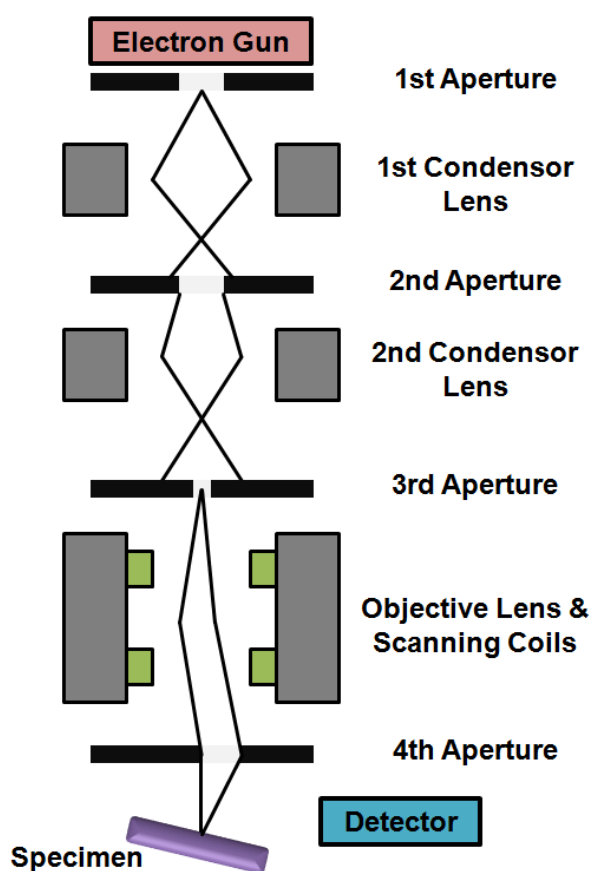 Electron Gun
1st Aperture
1st Condensor
Lens
2nd Aperture
2nd Condensor
Lens
3rd Aperture
Objective Lens &
Scanning Coils
4th Aperture
Detector
Specimen